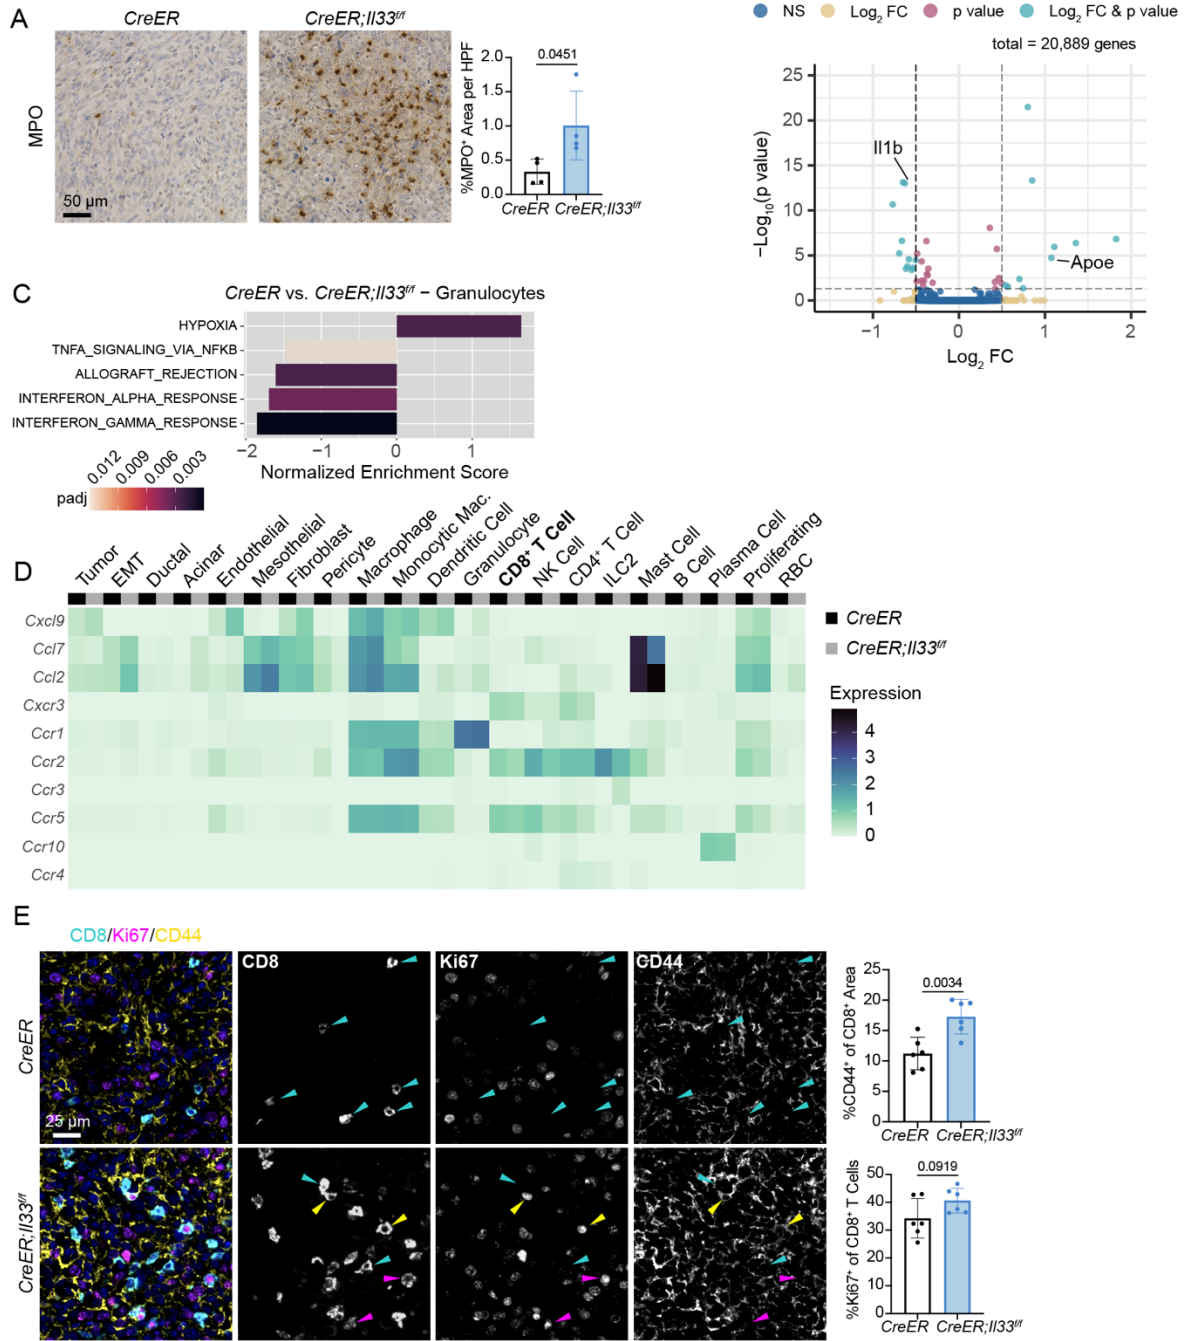 A
CreER
CreER;Il33f/f
MPO
50 µm
%MPO+ Area per HPF
2.0
1.5
1.0
0.5
0.0
0.0451
CreER CreER;Il33f/f
NS Log2 FC p value Log2 FC & p value
total = 20,889 genes
−Log10(p value)
25
20
15
10
5
0
Il1b
Apoe
−1 0 1 2
Log2 FC
C
CreER vs. CreER;Il33f/f − Granulocytes
HYPOXIA
TNFA_SIGNALING_VIA_NFKB
ALLOGRAFT_REJECTION
INTERFERON_ALPHA_RESPONSE
INTERFERON_GAMMA_RESPONSE
−2 −1 0 1
Normalized Enrichment Score
padj
0.012 0.009 0.006 0.003
D
Tumor
EMT
Ductal
Acinar
Endothelial
Mesothelial
Fibroblast
Pericyte
Macrophage
Monocytic Mac.
Dendritic Cell
Granulocyte
CD8+ T Cell
NK Cell
CD4+ T Cell
ILC2
Mast Cell
B Cell
Plasma Cell
Proliferating
RBC
Cxcl9
Ccl7
Ccl2
Cxcr3
Ccr1
Ccr2
Ccr3
Ccr5
Ccr10
Ccr4
CreER
CreER;Il33f/f
Expression
4
3
2
1
0
E
CD8/Ki67/CD44
CD8
Ki67
CD44
CreER
25 µm
CreER;Il33f/f
%CD44+ of CD8+ Area
25
20
15
10
5
0
0.0034
CreER CreER;Il33f/f
%Ki67+ of CD8+ T Cells
50
40
30
20
10
0
0.0919
CreER CreER;Il33f/f